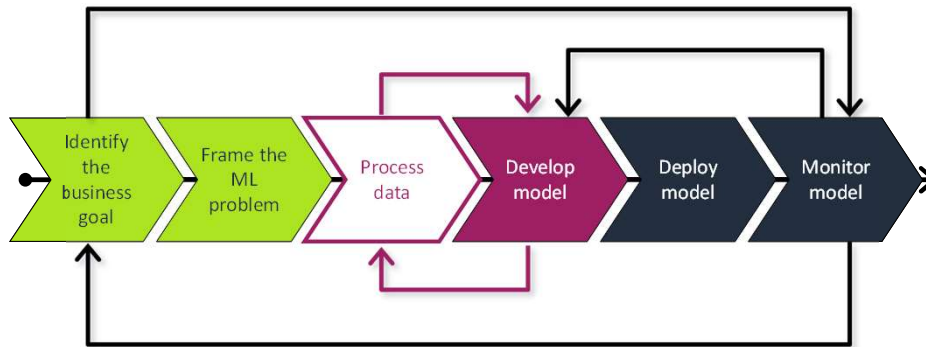 Identify
the
business
goal
Frame the
ML
problem
Process
data
Develop
model
Deploy
model
Monitor
model